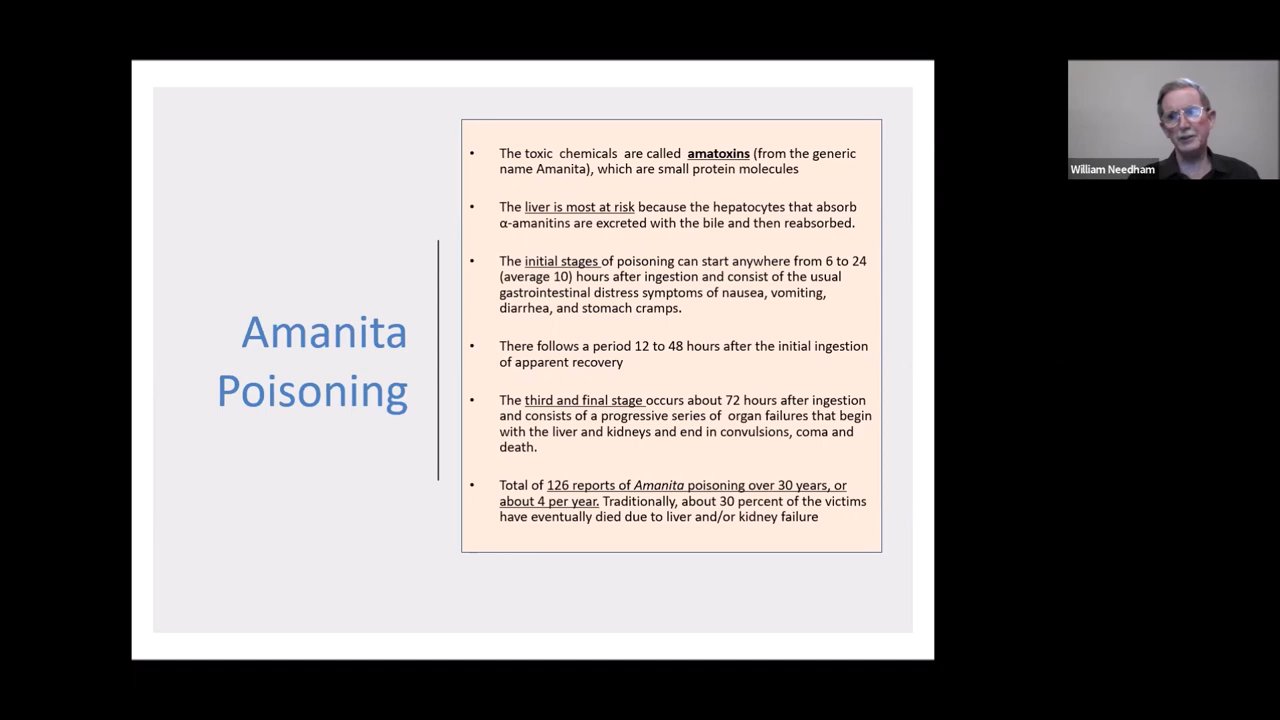 Amanita
Poisoning
• The toxic chemicals are called amatoxins (from the generic
name Amanita), which are small protein molecules
• The liver is most at risk because the hepatocytes that absorb
α-amanitins are excreted with the bile and then reabsorbed.
• The initial stages of poisoning can start anywhere from 6 to 24
(average 10) hours after ingestion and consist of the usual
gastrointestinal distress symptoms of nausea, vomiting,
diarrhea, and stomach cramps.
• There follows a period 12 to 48 hours after the initial ingestion
of apparent recovery
• The third and final stage occurs about 72 hours after ingestion
and consists of a progressive series of organ failures that begin
with the liver and kidneys and end in convulsions, coma and
death.
• Total of 126 reports of Amanita poisoning over 30 years, or
about 4 per year. Traditionally, about 30 percent of the victims
have eventually died due to liver and/or kidney failure
William Needham